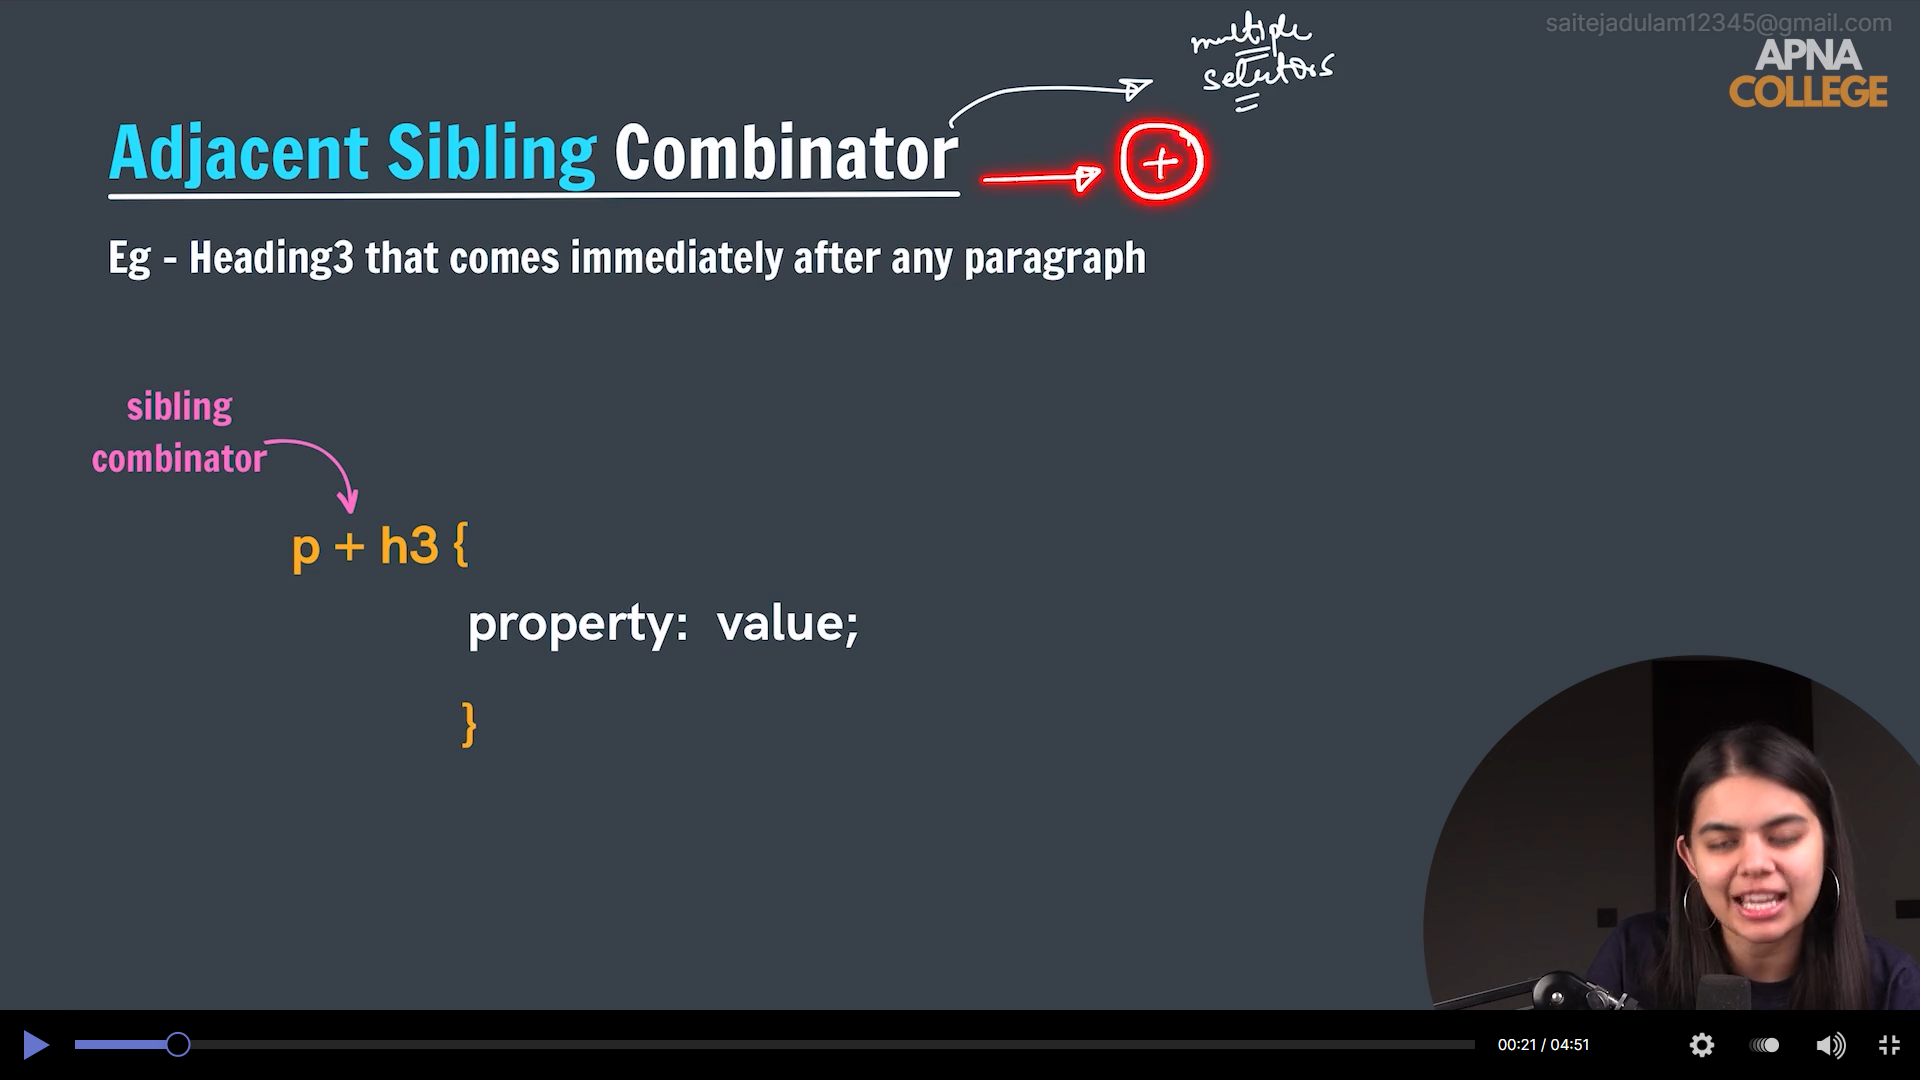 saitejadulam12345@gmail.com
APNA
COLLEGE
multiple
selectors
Adjacent Sibling Combinator
+
Eg - Heading3 that comes immediately after any paragraph
sibling
combinator
p + h3 {
property: value;
}
00:21 / 04:51